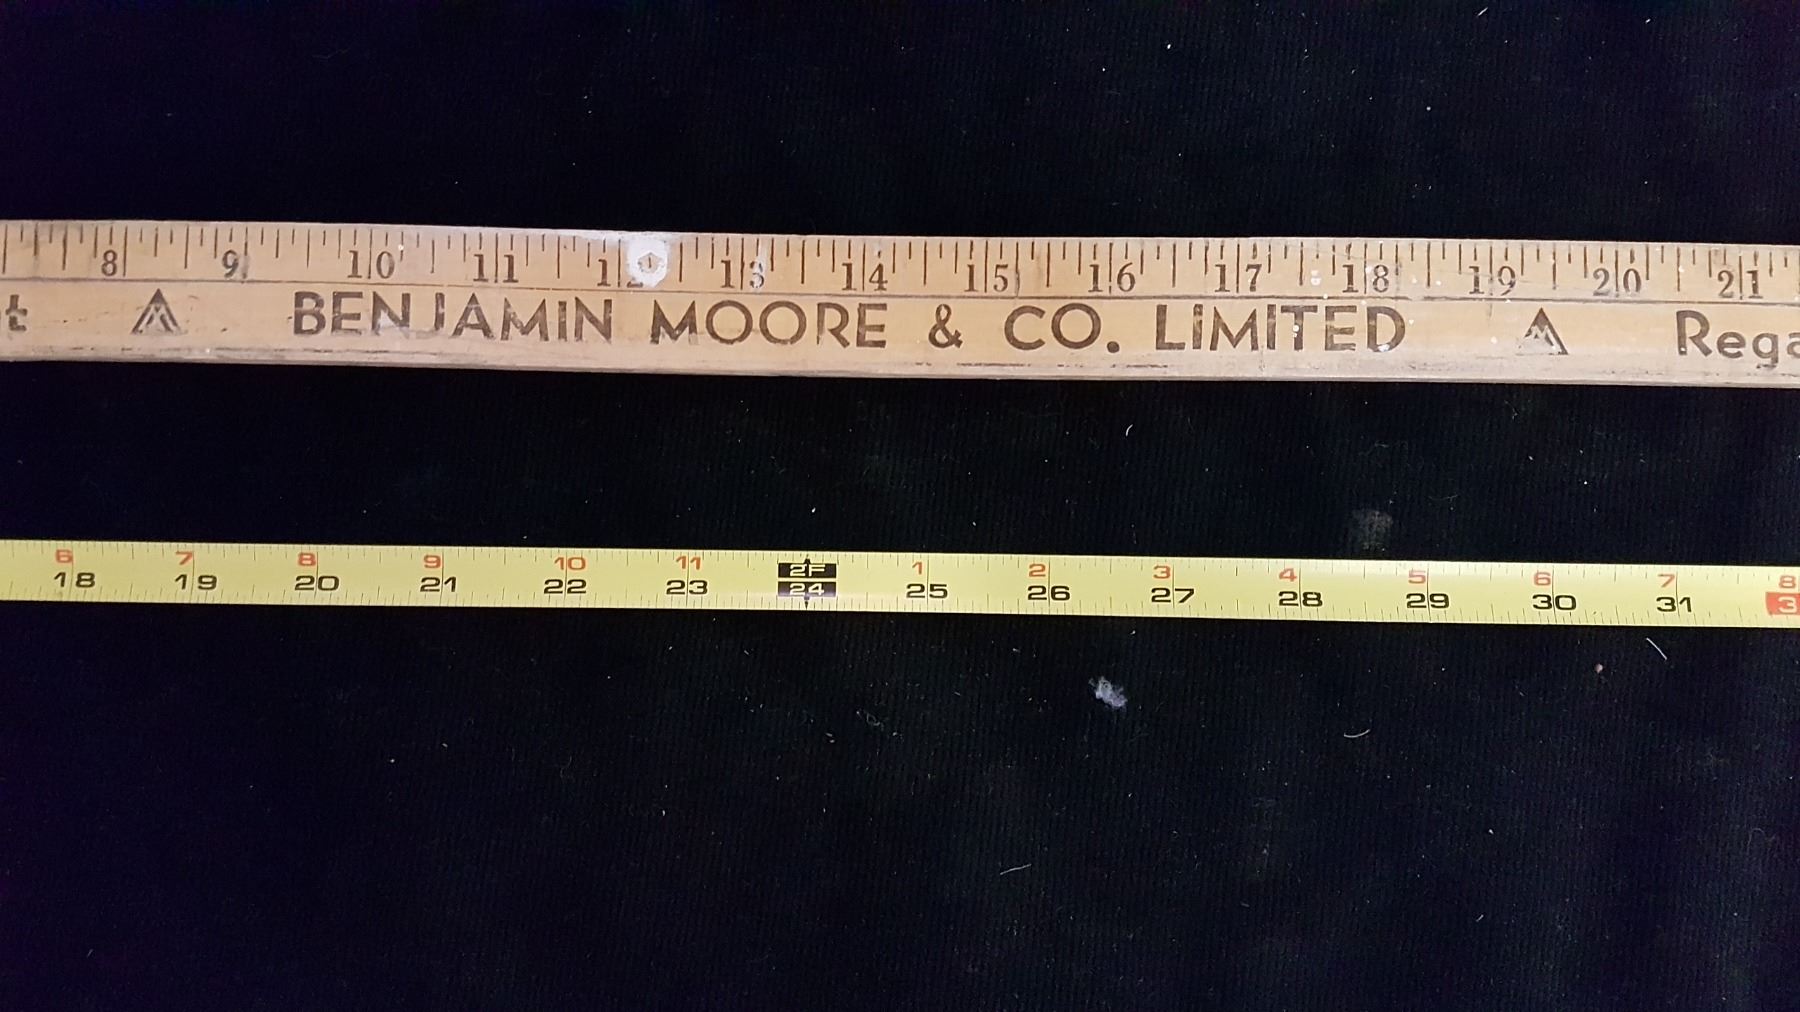 8 9 10 11 12 13 14 15 16 17 18 19 20 21
t BENJAMIN MOORE & CO. LIMITED Rega
6 7 8 9 10 11 2F 1 2 3 4 5 6 7 8
18 19 20 21 22 23 24 25 26 27 28 29 30 31 3